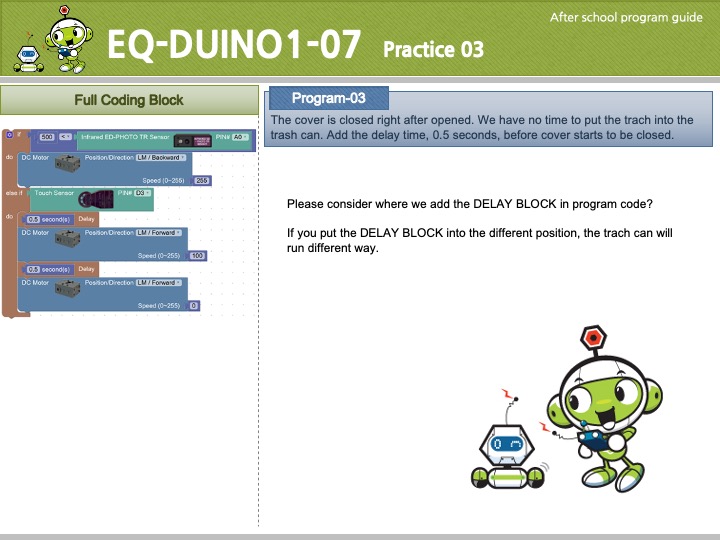 After school program guide
EQ-DUINO1-07 Practice 03
Full Coding Block
Program-03
The cover is closed right after opened. We have no time to put the trach into the
trash can. Add the delay time, 0.5 seconds, before cover starts to be closed.
if 500 < Infrared ED-PHOTO TR Sensor PIN# A0
do DC Motor Position/Direction LM / Backward
Speed (0~255) 255
else if Touch Sensor PIN# D3
do 0.5 second(s) Delay
DC Motor Position/Direction LM / Forward
Speed (0~255) 100
0.5 second(s) Delay
DC Motor Position/Direction LM / Forward
Speed (0~255) 0
Please consider where we add the DELAY BLOCK in program code?
If you put the DELAY BLOCK into the different position, the trach can will
run different way.